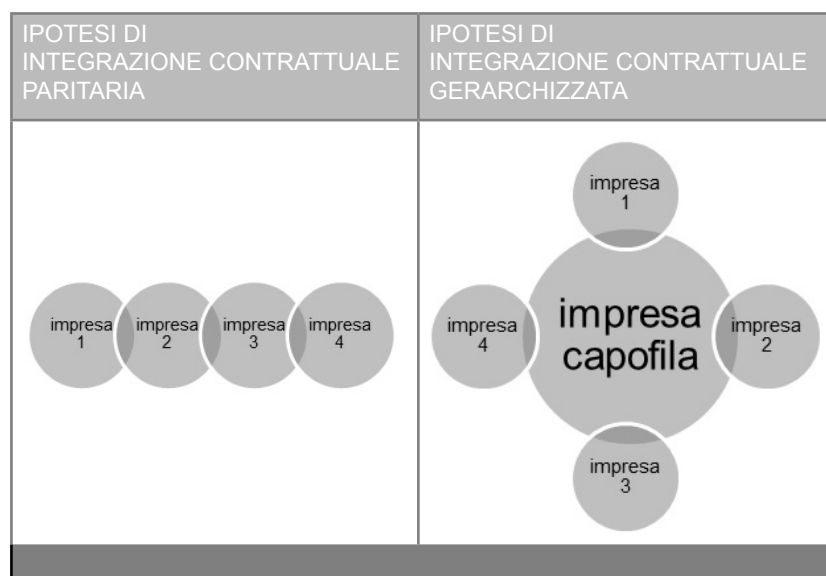 IPOTESI DI
INTEGRAZIONE CONTRATTUALE
PARITARIA
IPOTESI DI
INTEGRAZIONE CONTRATTUALE
GERARCHIZZATA
impresa
1
impresa
2
impresa
3
impresa
4
impresa
1
impresa
4
impresa
capofila
impresa
2
impresa
3